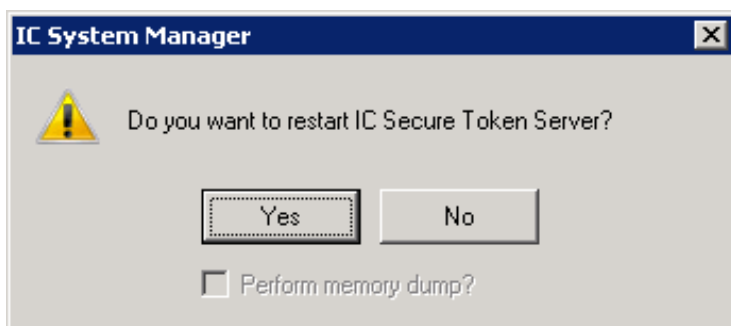 IC System Manager
Do you want to restart IC Secure Token Server?
Yes No
Perform memory dump?